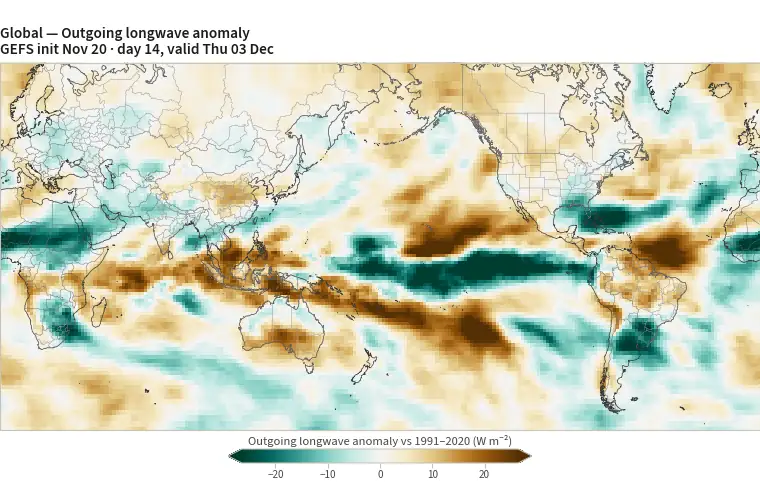 Global — Outgoing longwave anomaly
GEFS init Nov 20 · day 14, valid Thu 03 Dec
Outgoing longwave anomaly vs 1991–2020 (W m⁻²)
−20 −10 0 10 20